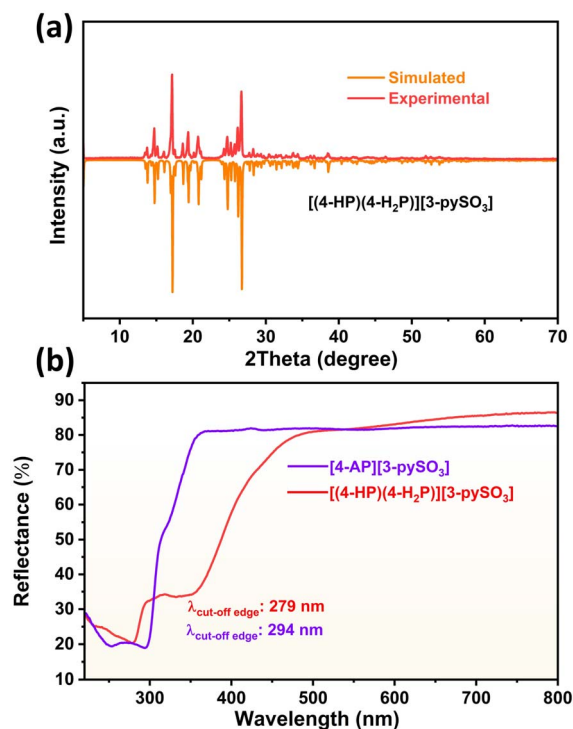 (a)
Simulated
Experimental
[(4-HP)(4-H₂P)][3-pySO₃]
Intensity (a.u.)
10 20 30 40 50 60 70
2Theta (degree)
(b)
90
80
70
60
50
40
30
20
10
Reflectance (%)
[4-AP][3-pySO₃]
[(4-HP)(4-H₂P)][3-pySO₃]
λcut-off edge: 279 nm
λcut-off edge: 294 nm
300 400 500 600 700 800
Wavelength (nm)